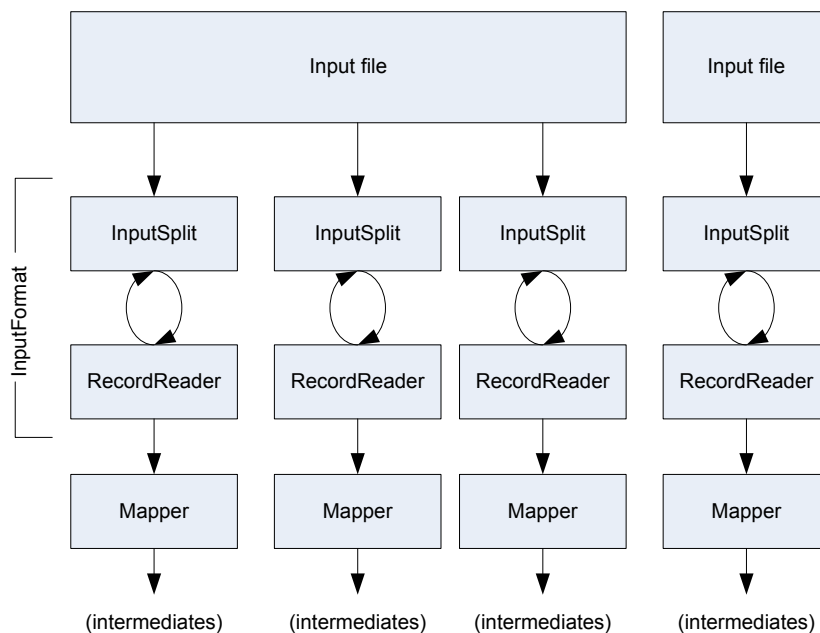 Input file
Input file
InputSplit
InputSplit
InputSplit
InputSplit
InputFormat
RecordReader
RecordReader
RecordReader
RecordReader
Mapper
Mapper
Mapper
Mapper
(intermediates)
(intermediates)
(intermediates)
(intermediates)